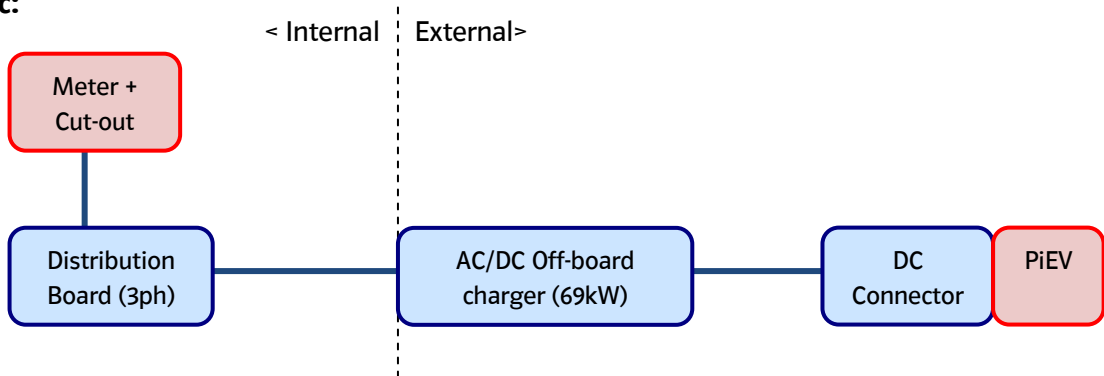 c:
< Internal
External>
Meter +
Cut-out
Distribution
Board (3ph)
AC/DC Off-board
charger (69kW)
DC
Connector
PiEV